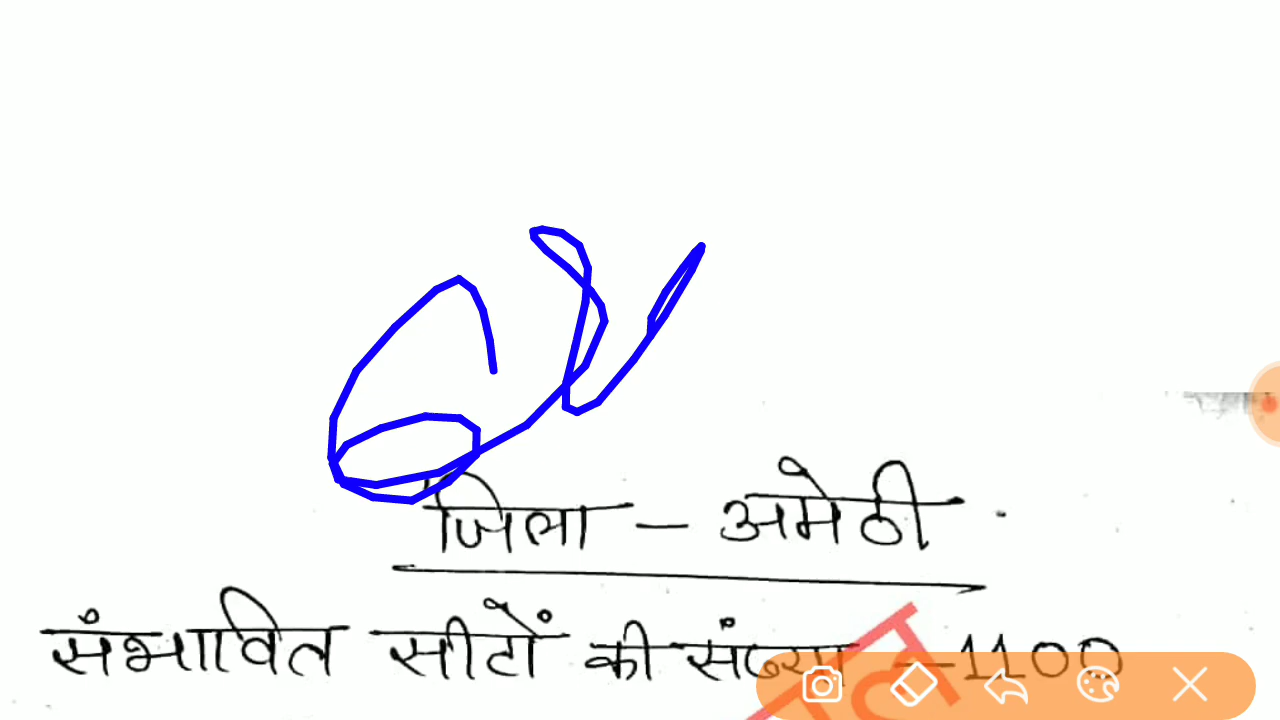 जिला - अमेठी
संभावित सीटों की संख्या - 1100